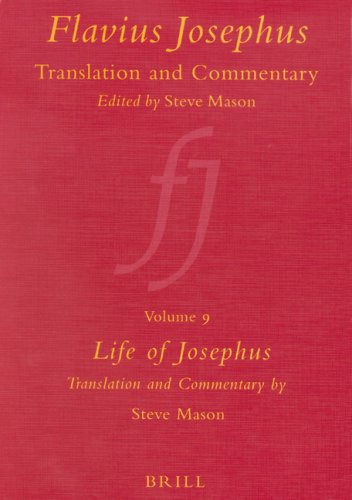 Flavius Josephus
Translation and Commentary
Edited by Steve Mason
fj
Volume 9
Life of Josephus
Translation and Commentary by
Steve Mason
BRILL